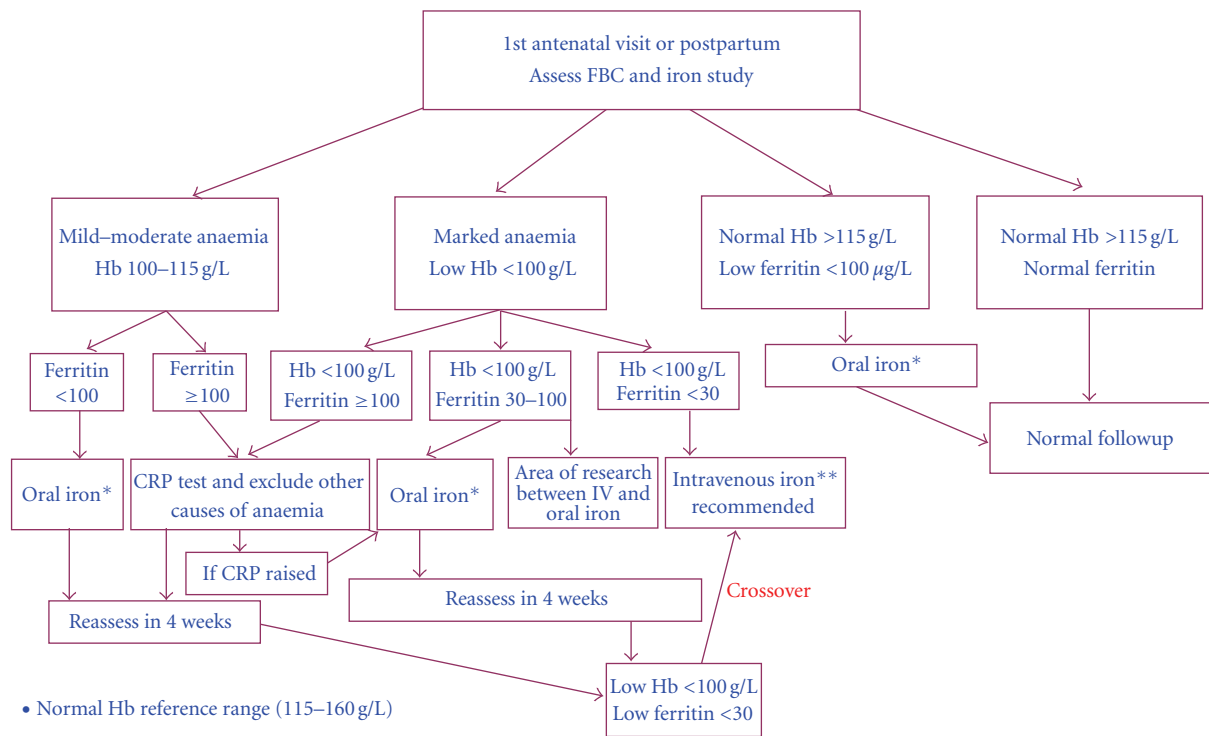 1st antenatal visit or postpartum
Assess FBC and iron study
Mild–moderate anaemia
Hb 100–115 g/L
Marked anaemia
Low Hb <100 g/L
Normal Hb >115 g/L
Low ferritin <100 µg/L
Normal Hb >115 g/L
Normal ferritin
Ferritin
<100
Ferritin
≥100
Hb <100 g/L
Ferritin ≥100
Hb <100 g/L
Ferritin 30–100
Hb <100 g/L
Ferritin <30
Oral iron*
Normal followup
Oral iron*
CRP test and exclude other
causes of anaemia
Oral iron*
Area of research
between IV and
oral iron
Intravenous iron**
recommended
If CRP raised
Reassess in 4 weeks
Reassess in 4 weeks
Crossover
Low Hb <100 g/L
Low ferritin <30
• Normal Hb reference range (115–160 g/L)